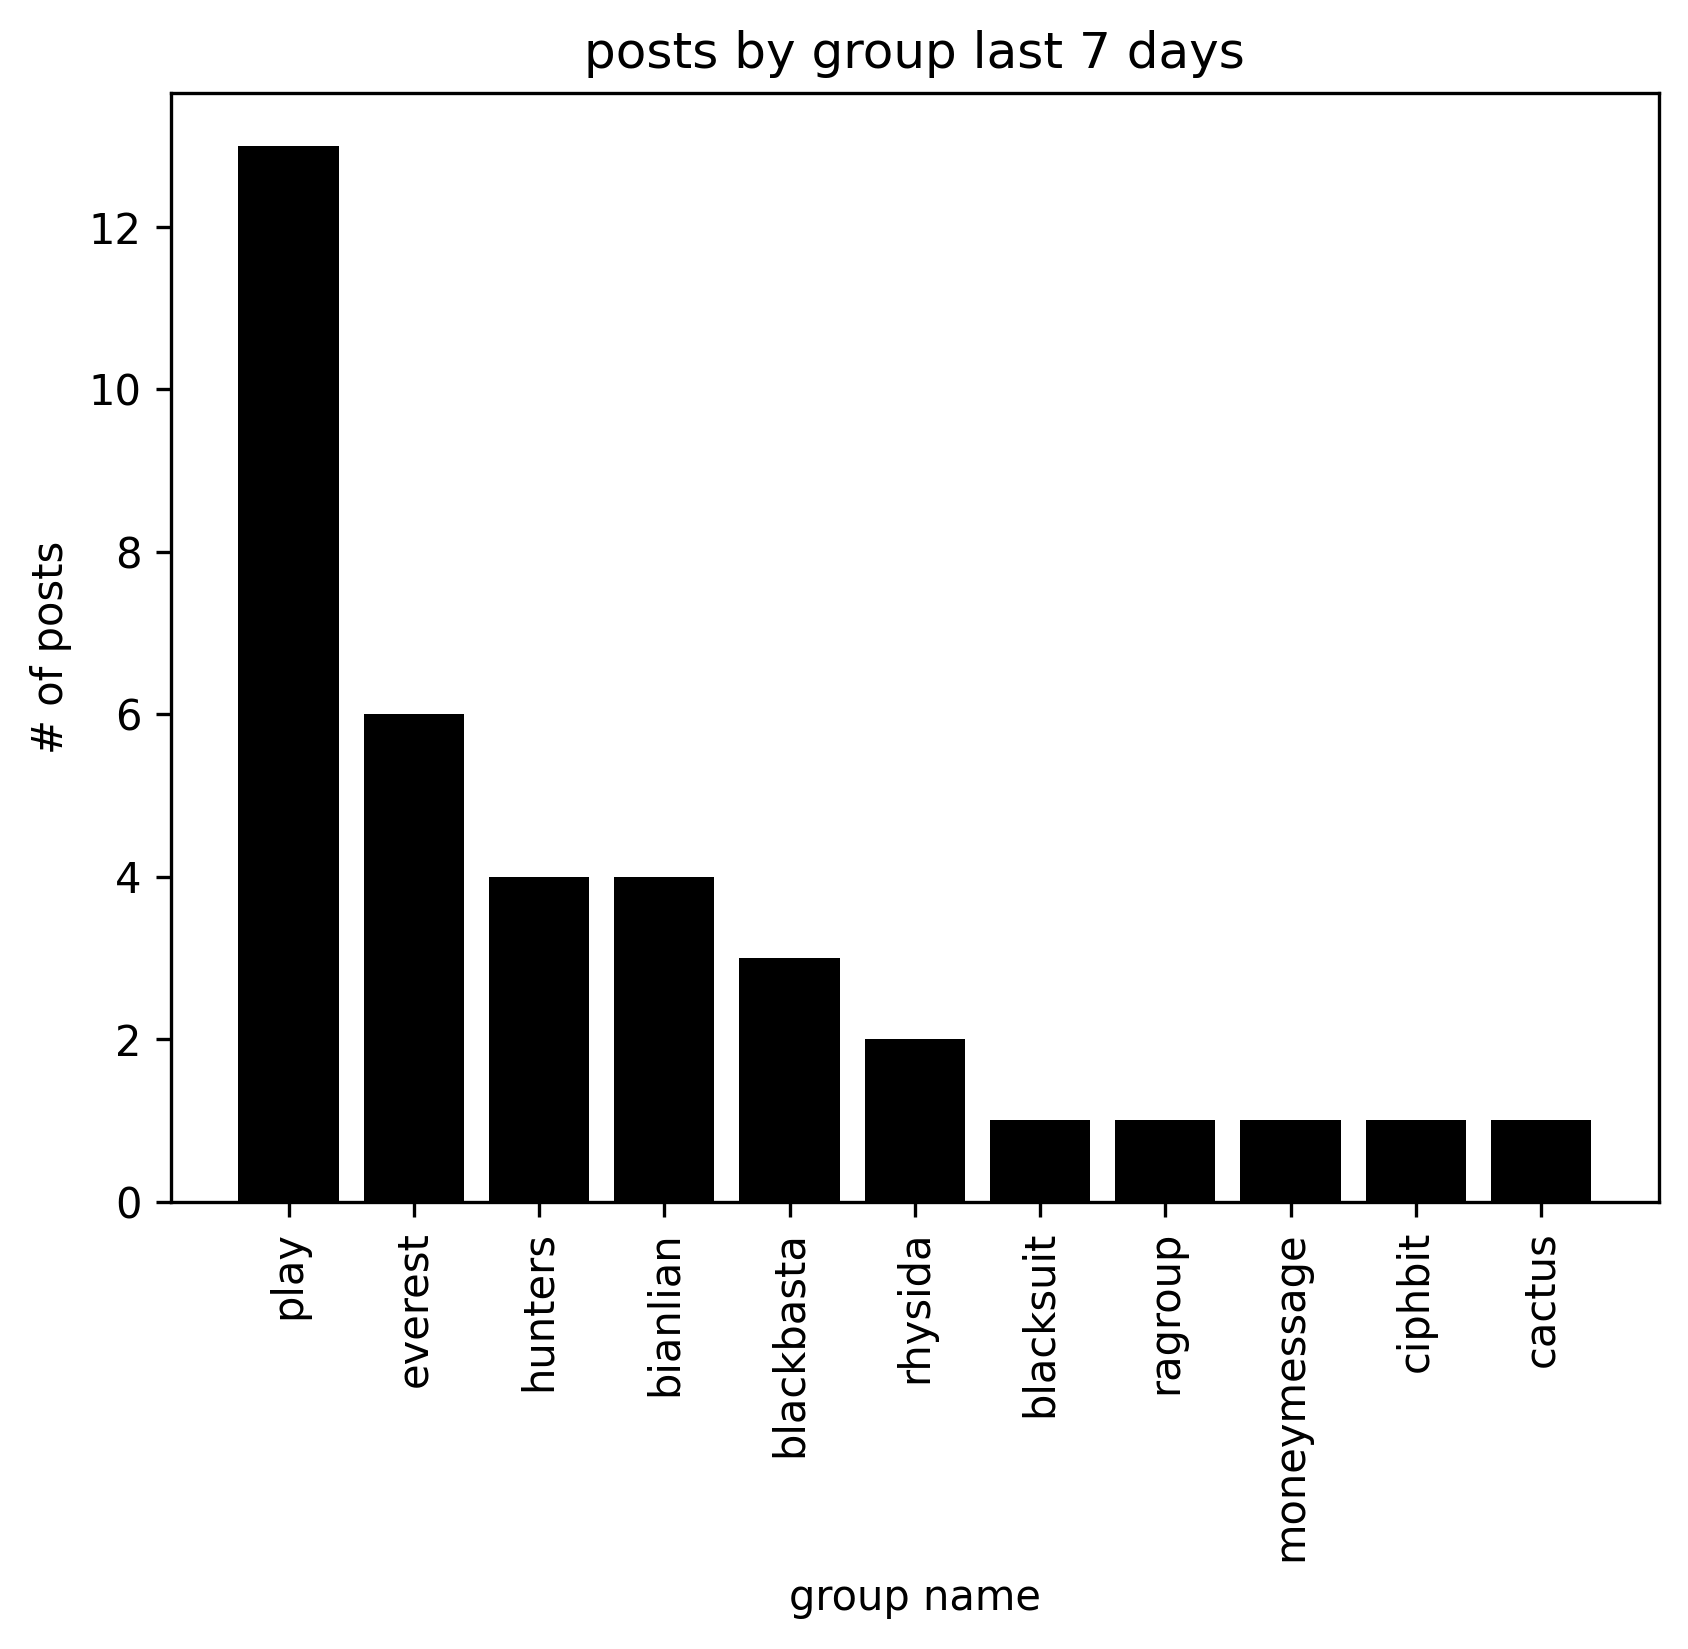 posts by group last 7 days
# of posts
12
10
8
6
4
2
0
play
everest
hunters
bianlian
blackbasta
rhysida
blacksuit
ragroup
moneymessage
ciphbit
cactus
group name